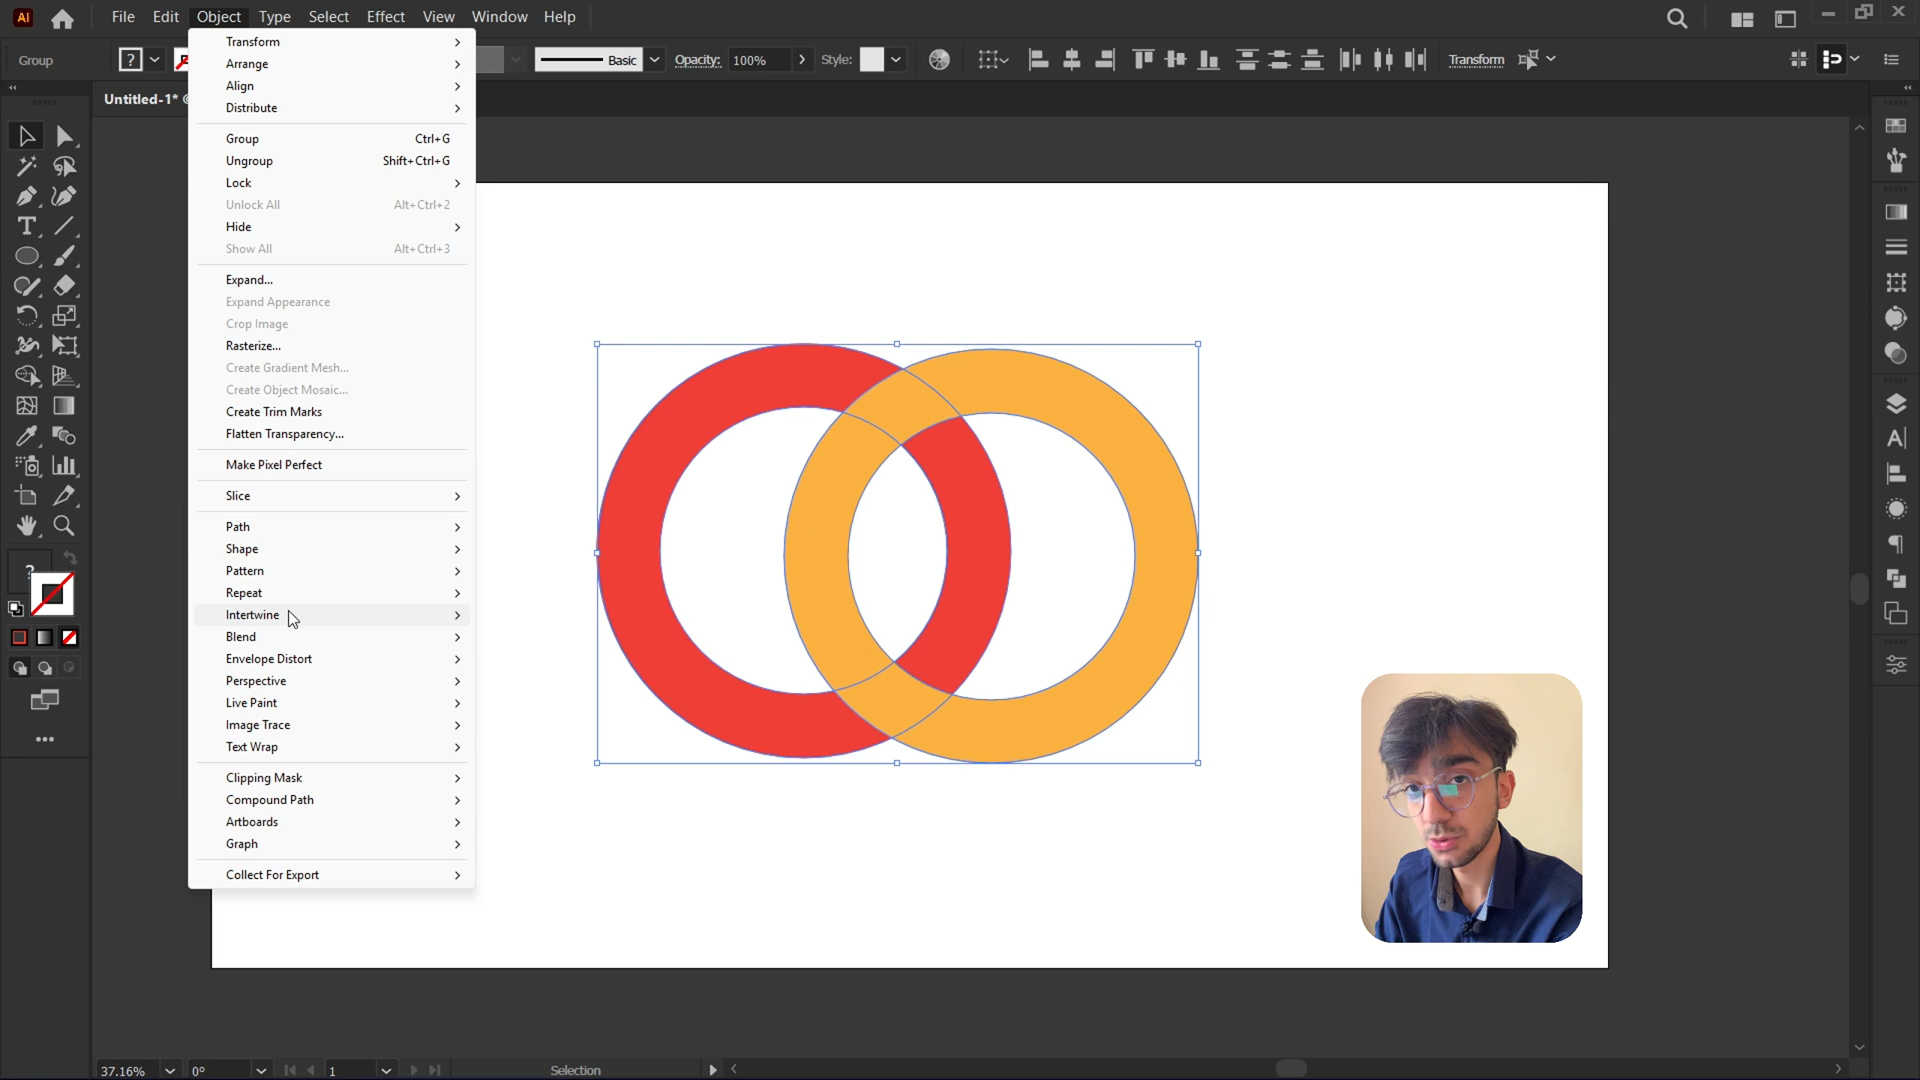 Ai File Edit Object Type Select Effect View Window Help
Group ? Basic Opacity: 100% Style: Transform
Untitled-1*
Transform
Arrange
Align
Distribute
Group Ctrl+G
Ungroup Shift+Ctrl+G
Lock
Unlock All Alt+Ctrl+2
Hide
Show All Alt+Ctrl+3
Expand...
Expand Appearance
Crop Image
Rasterize...
Create Gradient Mesh...
Create Object Mosaic...
Create Trim Marks
Flatten Transparency...
Make Pixel Perfect
Slice
Path
Shape
Pattern
Repeat
Intertwine
Blend
Envelope Distort
Perspective
Live Paint
Image Trace
Text Wrap
Clipping Mask
Compound Path
Artboards
Graph
Collect For Export
?
37.16% 0° 1 Selection